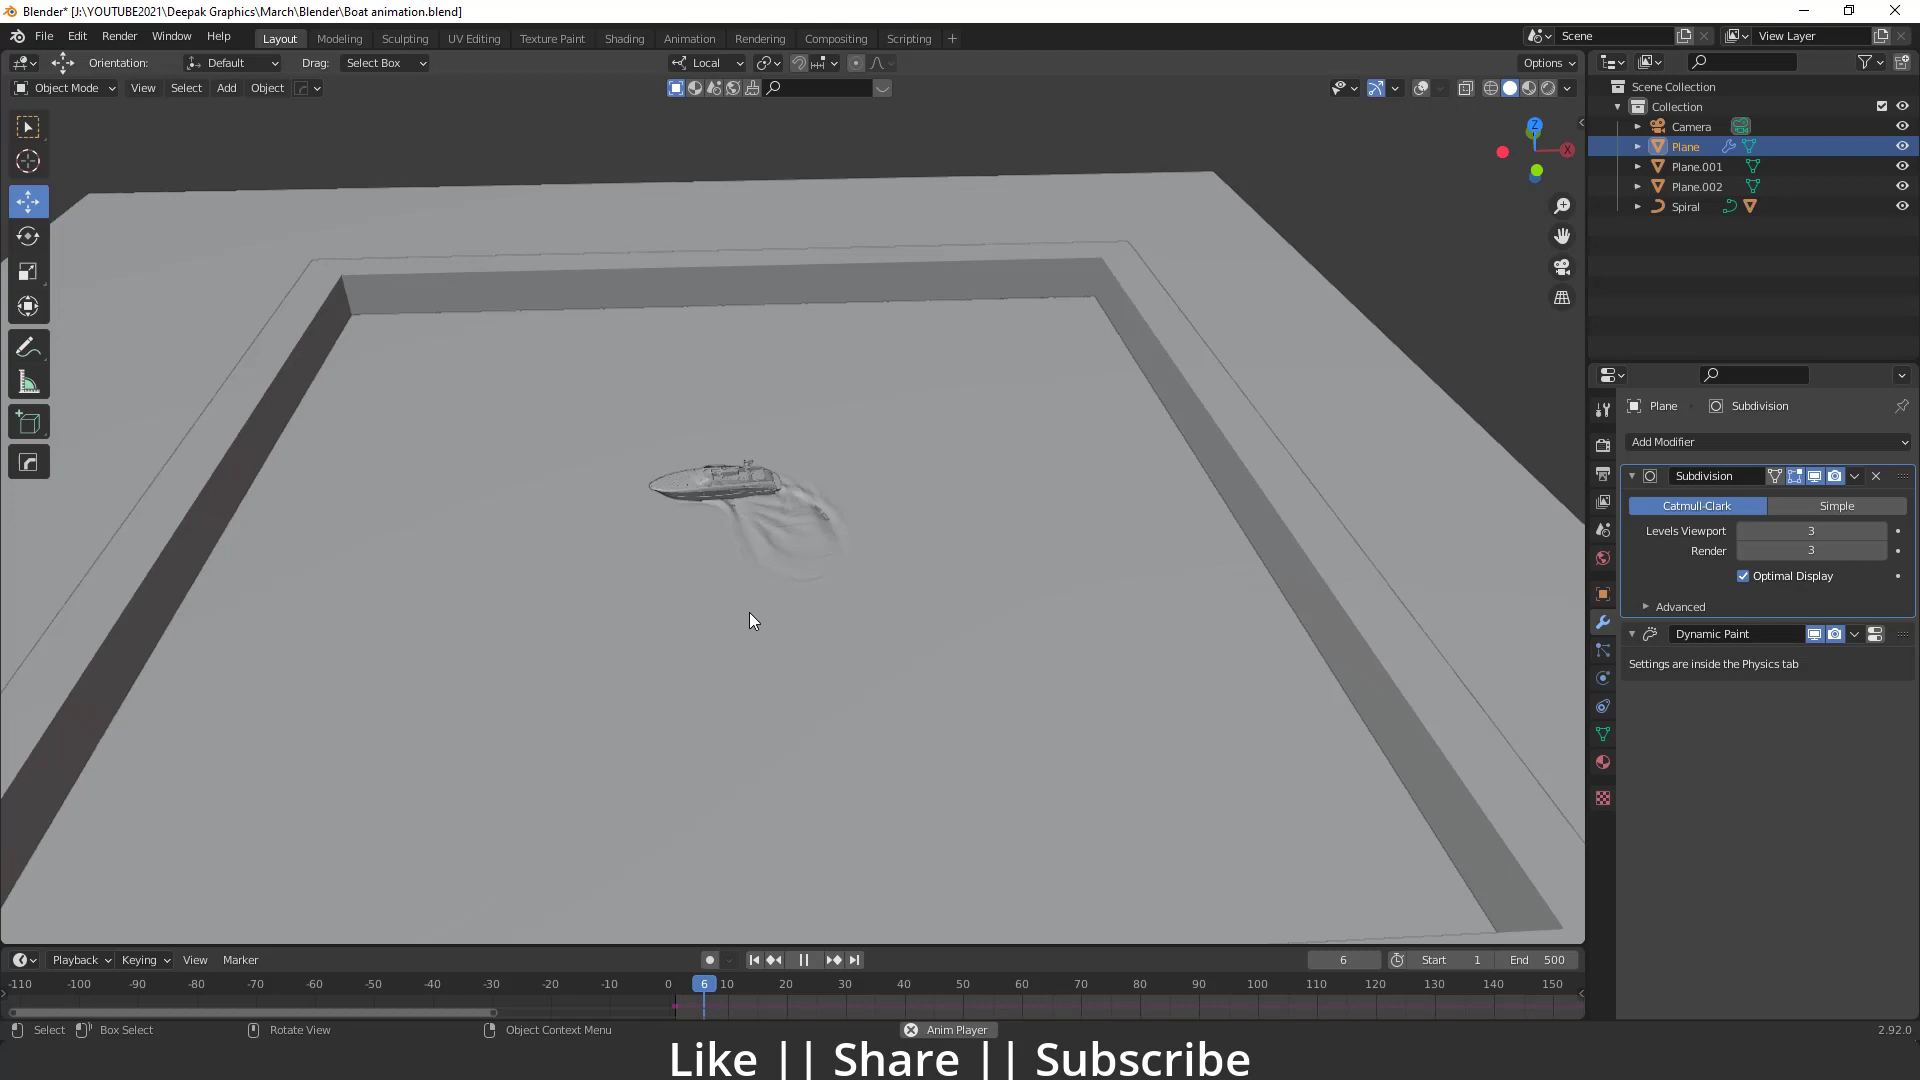 Blender* [J:\YOUTUBE2021\Deepak Graphics\March\Blender\Boat animation.blend]
File Edit Render Window Help Layout Modeling Sculpting UV Editing Texture Paint Shading Animation Rendering Compositing Scripting + Scene View Layer
Orientation: Default Drag: Select Box Local Options
Object Mode View Select Add Object
Scene Collection
Collection
Camera
Plane
Plane.001
Plane.002
Spiral
Z
X
Plane Subdivision
Add Modifier
Subdivision
Catmull-Clark Simple
Levels Viewport 3
Render 3
Optimal Display
Advanced
Dynamic Paint
Settings are inside the Physics tab
Playback Keying View Marker 6 Start 1 End 500
-110 -100 -90 -80 -70 -60 -50 -40 -30 -20 -10 0 6 10 20 30 40 50 60 70 80 90 100 110 120 130 140 150
Select Box Select Rotate View Object Context Menu Anim Player 2.92.0
Like || Share || Subscribe